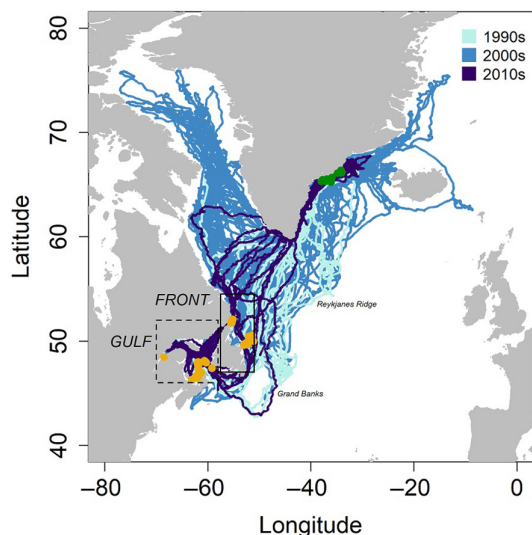 1990s
2000s
2010s
80
70
60
50
40
Latitude
FRONT
GULF
Reykjanes Ridge
Grand Banks
–80
–60
–40
–20
0
Longitude